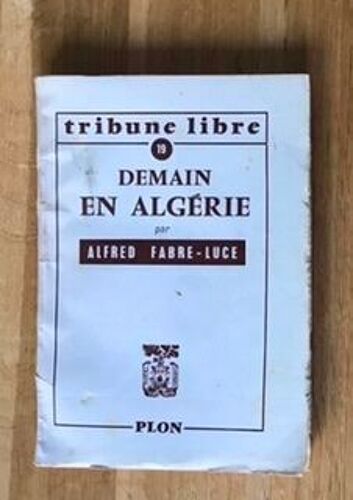 tribune libre
19
DEMAIN
EN ALGÉRIE
par
ALFRED FABRE-LUCE
PLON